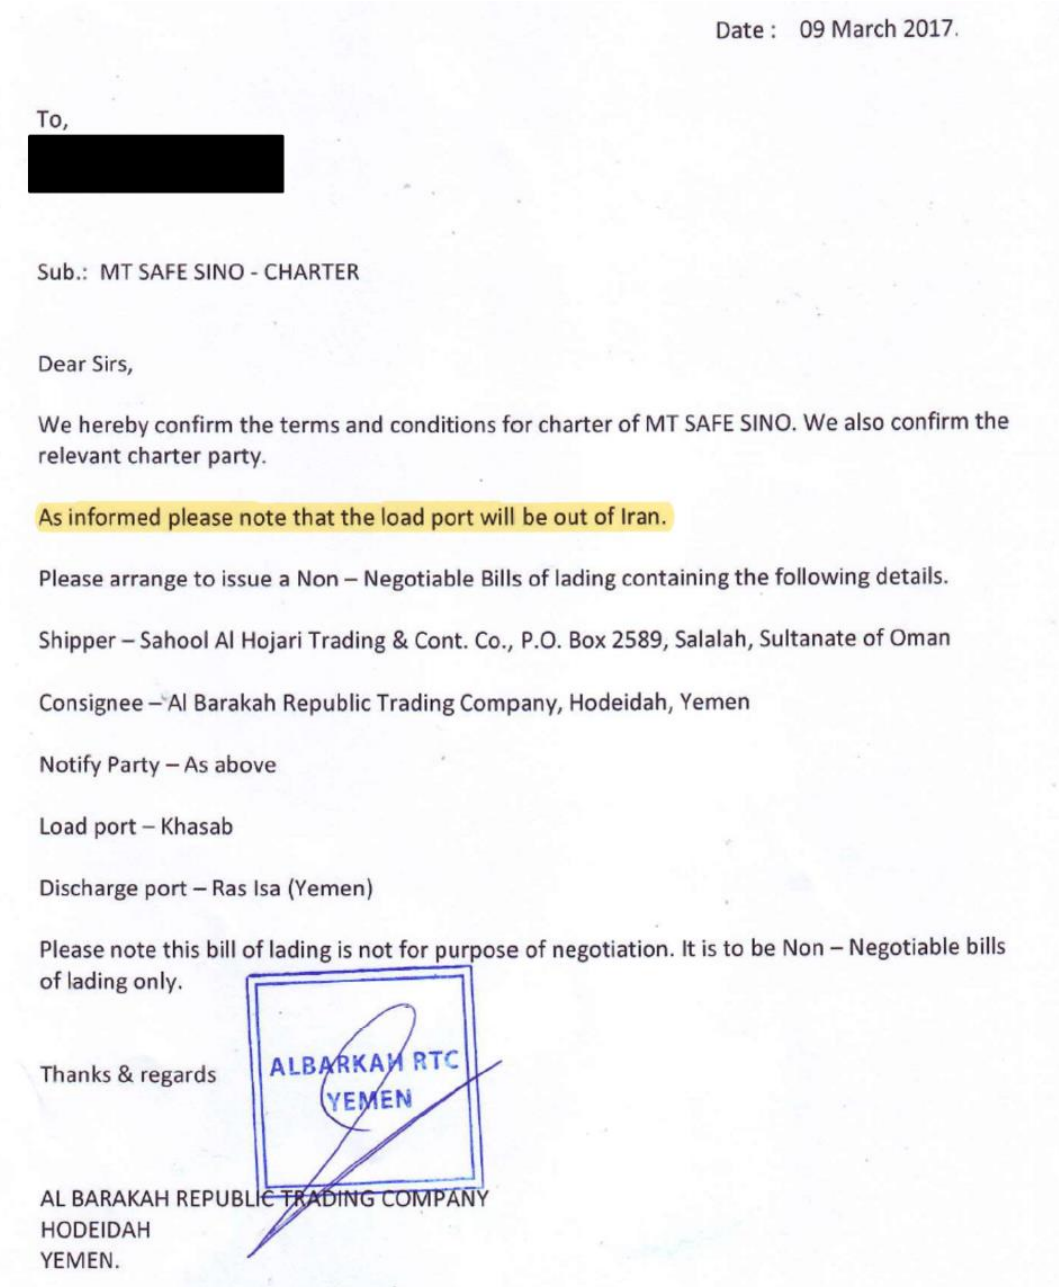 Date :   09 March 2017.
To,
Sub.:  MT SAFE SINO - CHARTER
Dear Sirs,
We hereby confirm the terms and conditions for charter of MT SAFE SINO. We also confirm the
relevant charter party.
As informed please note that the load port will be out of Iran.
Please arrange to issue a Non – Negotiable Bills of lading containing the following details.
Shipper – Sahool Al Hojari Trading & Cont. Co., P.O. Box 2589, Salalah, Sultanate of Oman
Consignee – Al Barakah Republic Trading Company, Hodeidah, Yemen
Notify Party – As above
Load port – Khasab
Discharge port – Ras Isa (Yemen)
Please note this bill of lading is not for purpose of negotiation. It is to be Non – Negotiable bills
of lading only.
Thanks & regards
ALBARKAH RTC
YEMEN
AL BARAKAH REPUBLIC TRADING COMPANY
HODEIDAH
YEMEN.